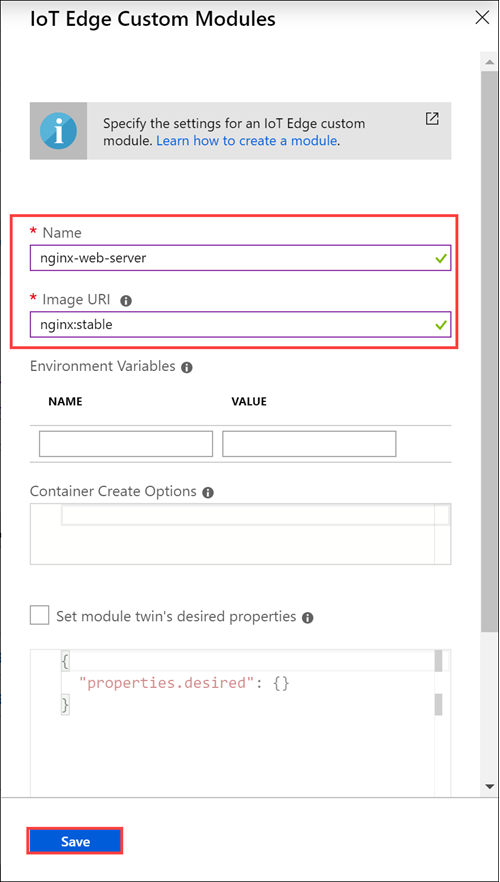 IoT Edge Custom Modules
Specify the settings for an IoT Edge custom
module. Learn how to create a module.
* Name
nginx-web-server
* Image URI
nginx:stable
Environment Variables
NAME VALUE
Container Create Options
Set module twin's desired properties
{
"properties.desired": {}
}
Save